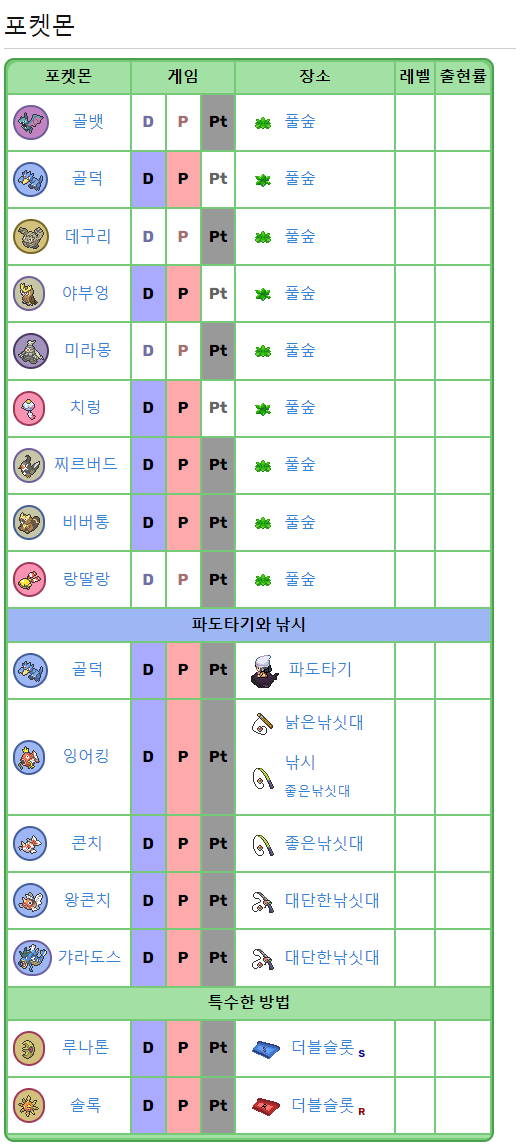 포켓몬
포켓몬 게임 장소 레벨 출현률
골뱃 D P Pt 풀숲
골덕 D P Pt 풀숲
데구리 D P Pt 풀숲
야부엉 D P Pt 풀숲
미라몽 D P Pt 풀숲
치렁 D P Pt 풀숲
찌르버드 D P Pt 풀숲
비버통 D P Pt 풀숲
랑딸랑 D P Pt 풀숲
파도타기와 낚시
골덕 D P Pt 파도타기
잉어킹 D P Pt 낡은낚싯대
낚시
좋은낚싯대
콘치 D P Pt 좋은낚싯대
왕콘치 D P Pt 대단한낚싯대
갸라도스 D P Pt 대단한낚싯대
특수한 방법
루나톤 D P Pt 더블슬롯 S
솔록 D P Pt 더블슬롯 R